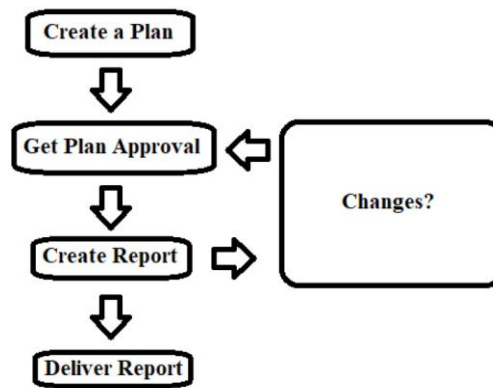 Create a Plan
Get Plan Approval
Changes?
Create Report
Deliver Report